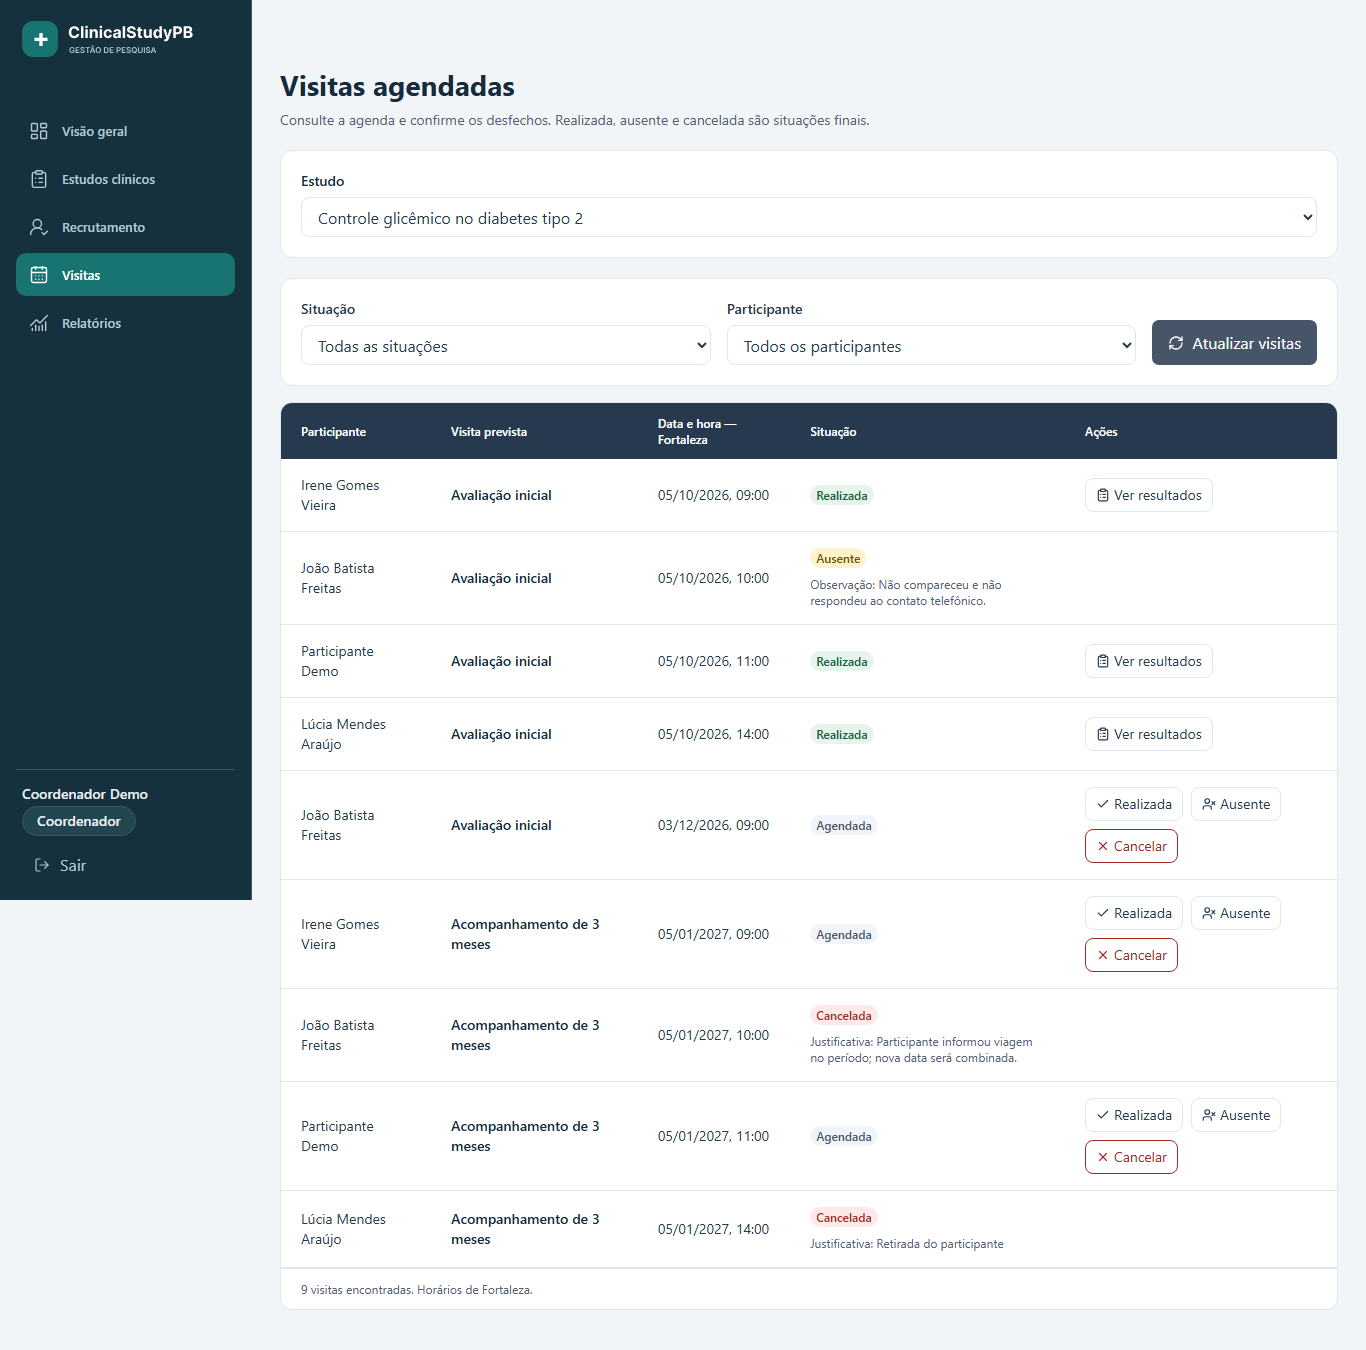 ClinicalStudyPB
GESTÃO DE PESQUISA
Visão geral
Estudos clínicos
Recrutamento
Visitas
Relatórios
Coordenador Demo
Coordenador
Sair
Visitas agendadas
Consulte a agenda e confirme os desfechos. Realizada, ausente e cancelada são situações finais.
Estudo
Controle glicêmico no diabetes tipo 2
Situação
Participante
Todas as situações
Todos os participantes
Atualizar visitas
Participante
Visita prevista
Data e hora —
Fortaleza
Situação
Ações
Irene Gomes
Vieira
Avaliação inicial
05/10/2026, 09:00
Realizada
Ver resultados
João Batista
Freitas
Avaliação inicial
05/10/2026, 10:00
Ausente
Observação: Não compareceu e não
respondeu ao contato telefônico.
Participante
Demo
Avaliação inicial
05/10/2026, 11:00
Realizada
Ver resultados
Lúcia Mendes
Araújo
Avaliação inicial
05/10/2026, 14:00
Realizada
Ver resultados
João Batista
Freitas
Avaliação inicial
03/12/2026, 09:00
Agendada
Realizada
Ausente
Cancelar
Irene Gomes
Vieira
Acompanhamento de 3
meses
05/01/2027, 09:00
Agendada
Realizada
Ausente
Cancelar
João Batista
Freitas
Acompanhamento de 3
meses
05/01/2027, 10:00
Cancelada
Justificativa: Participante informou viagem
no período; nova data será combinada.
Participante
Demo
Acompanhamento de 3
meses
05/01/2027, 11:00
Agendada
Realizada
Ausente
Cancelar
Lúcia Mendes
Araújo
Acompanhamento de 3
meses
05/01/2027, 14:00
Cancelada
Justificativa: Retirada do participante
9 visitas encontradas. Horários de Fortaleza.